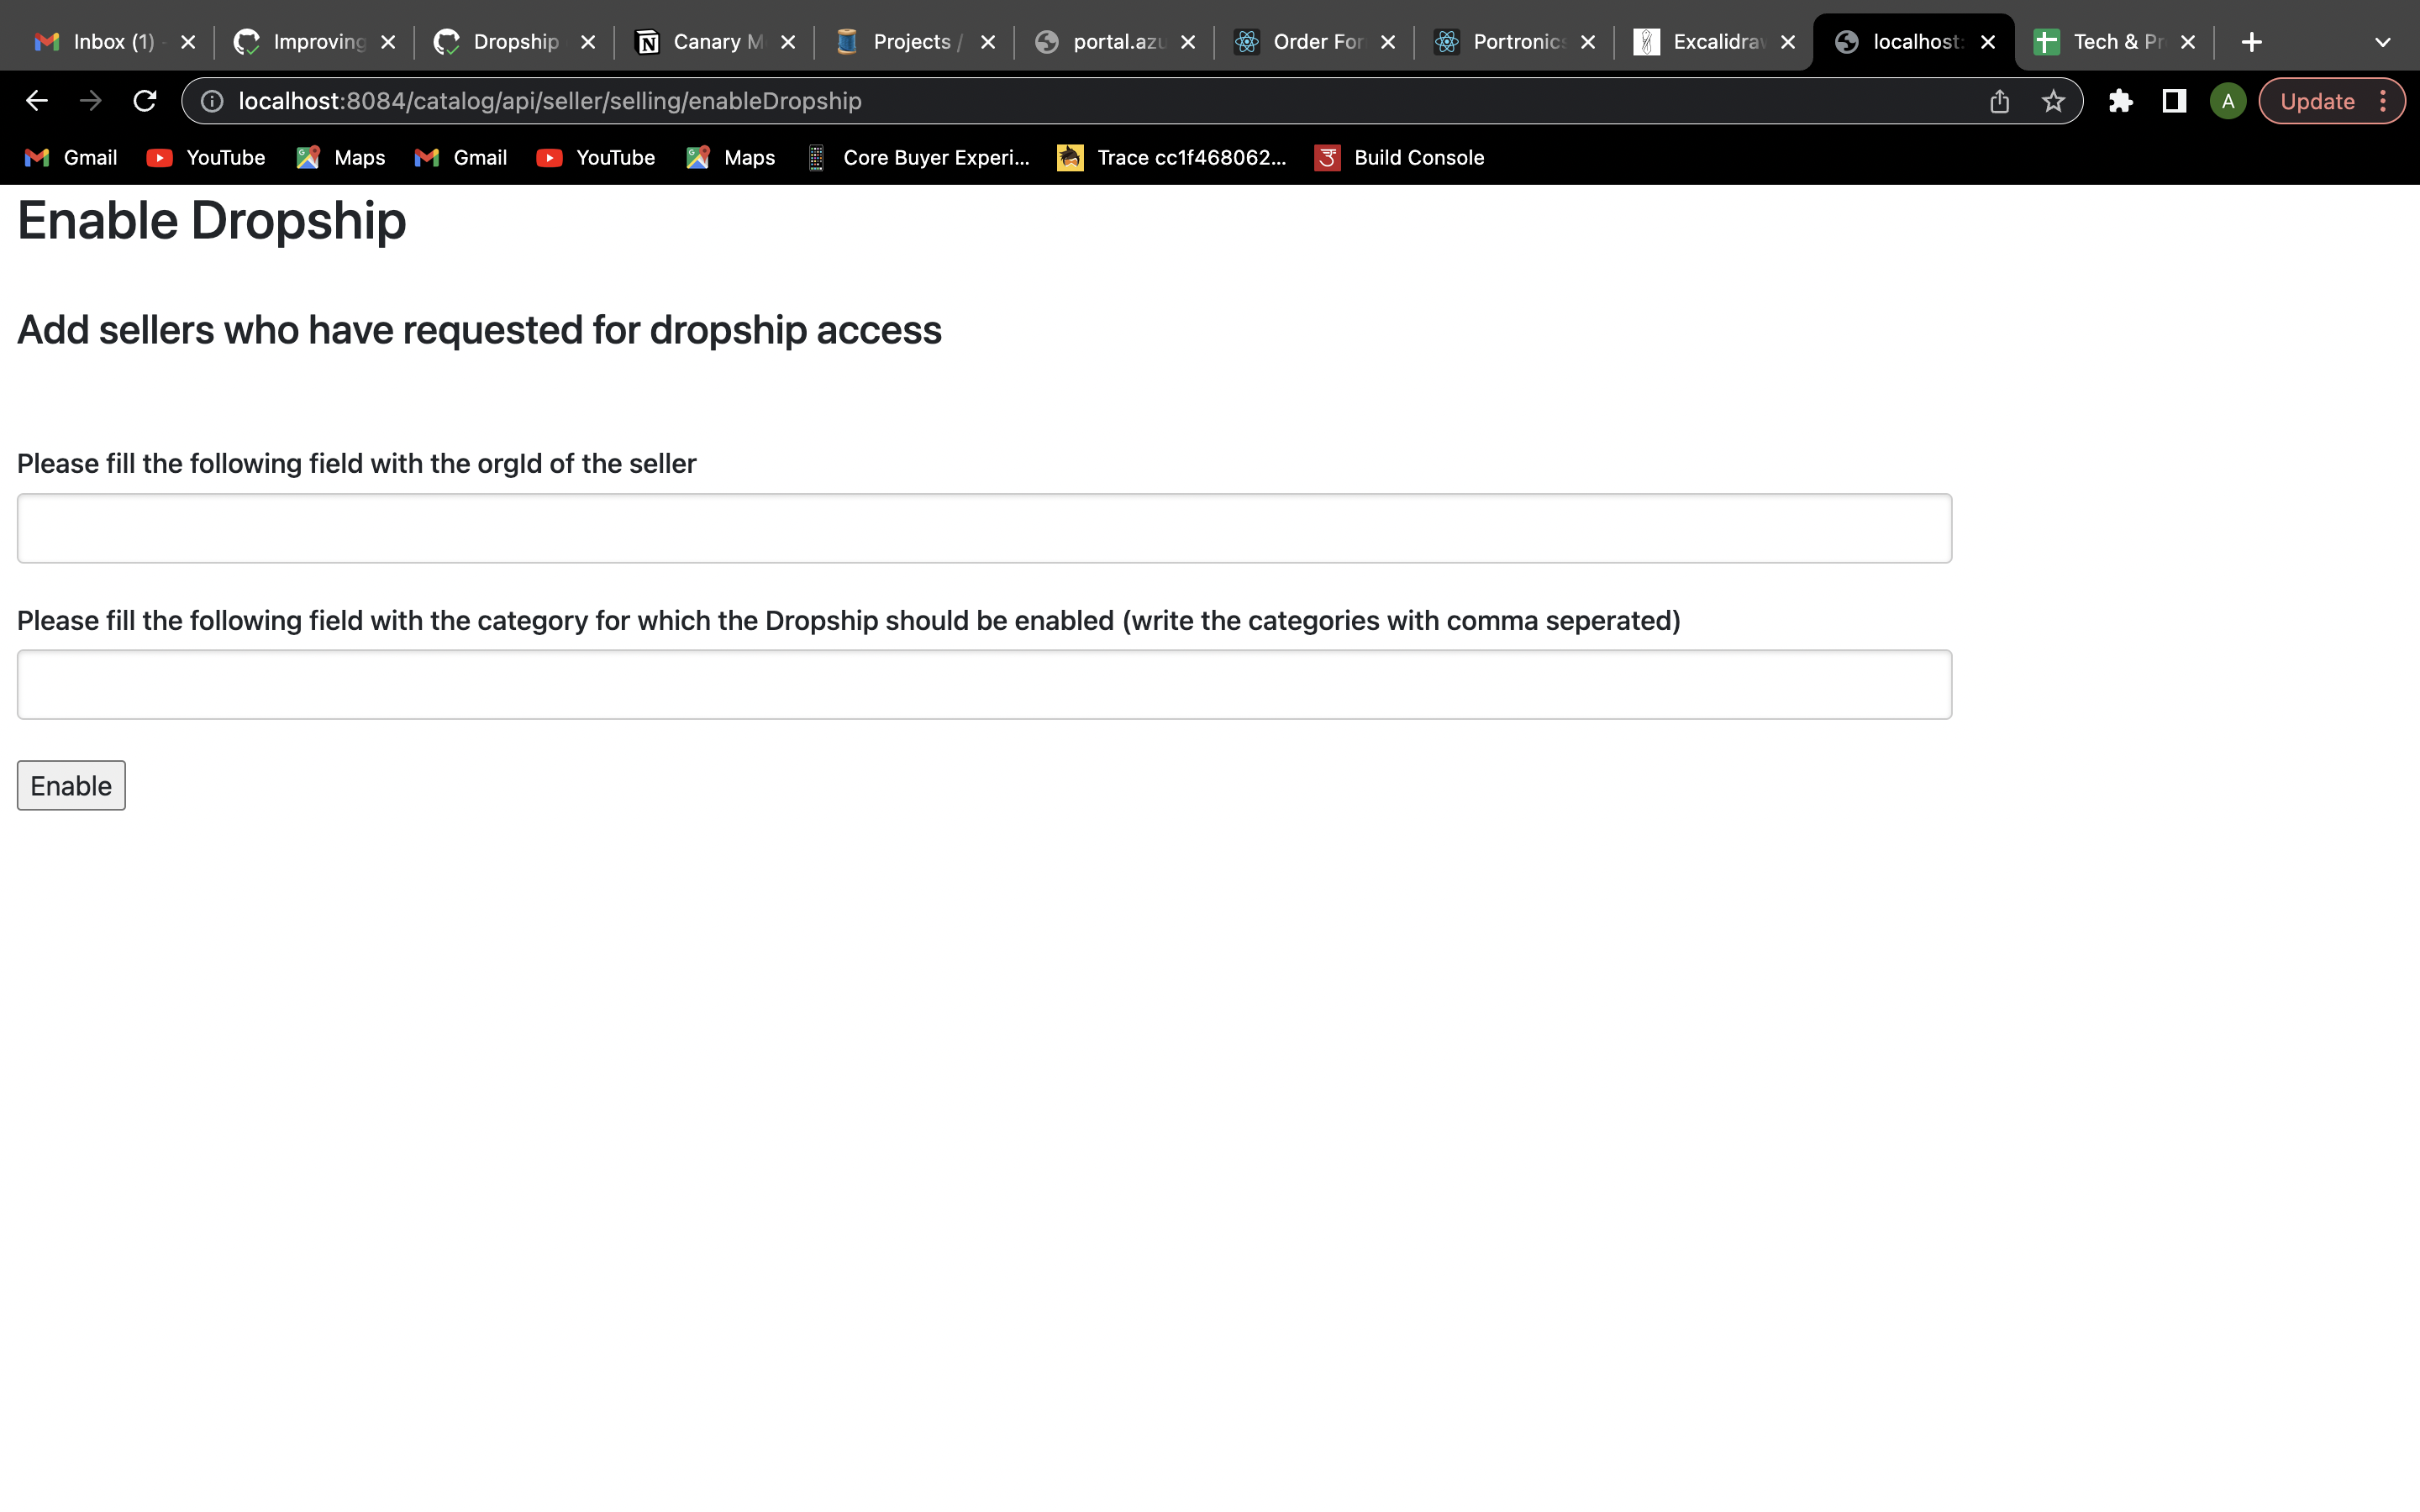 Inbox (1) Improving Dropship Canary M Projects / portal.azu Order For Portronics Excalidraw localhost: Tech & Pr
localhost:8084/catalog/api/seller/selling/enableDropship A Update
Gmail YouTube Maps Gmail YouTube Maps Core Buyer Experi... Trace cc1f468062... Build Console
Enable Dropship
Add sellers who have requested for dropship access
Please fill the following field with the orgId of the seller
Please fill the following field with the category for which the Dropship should be enabled (write the categories with comma seperated)
Enable